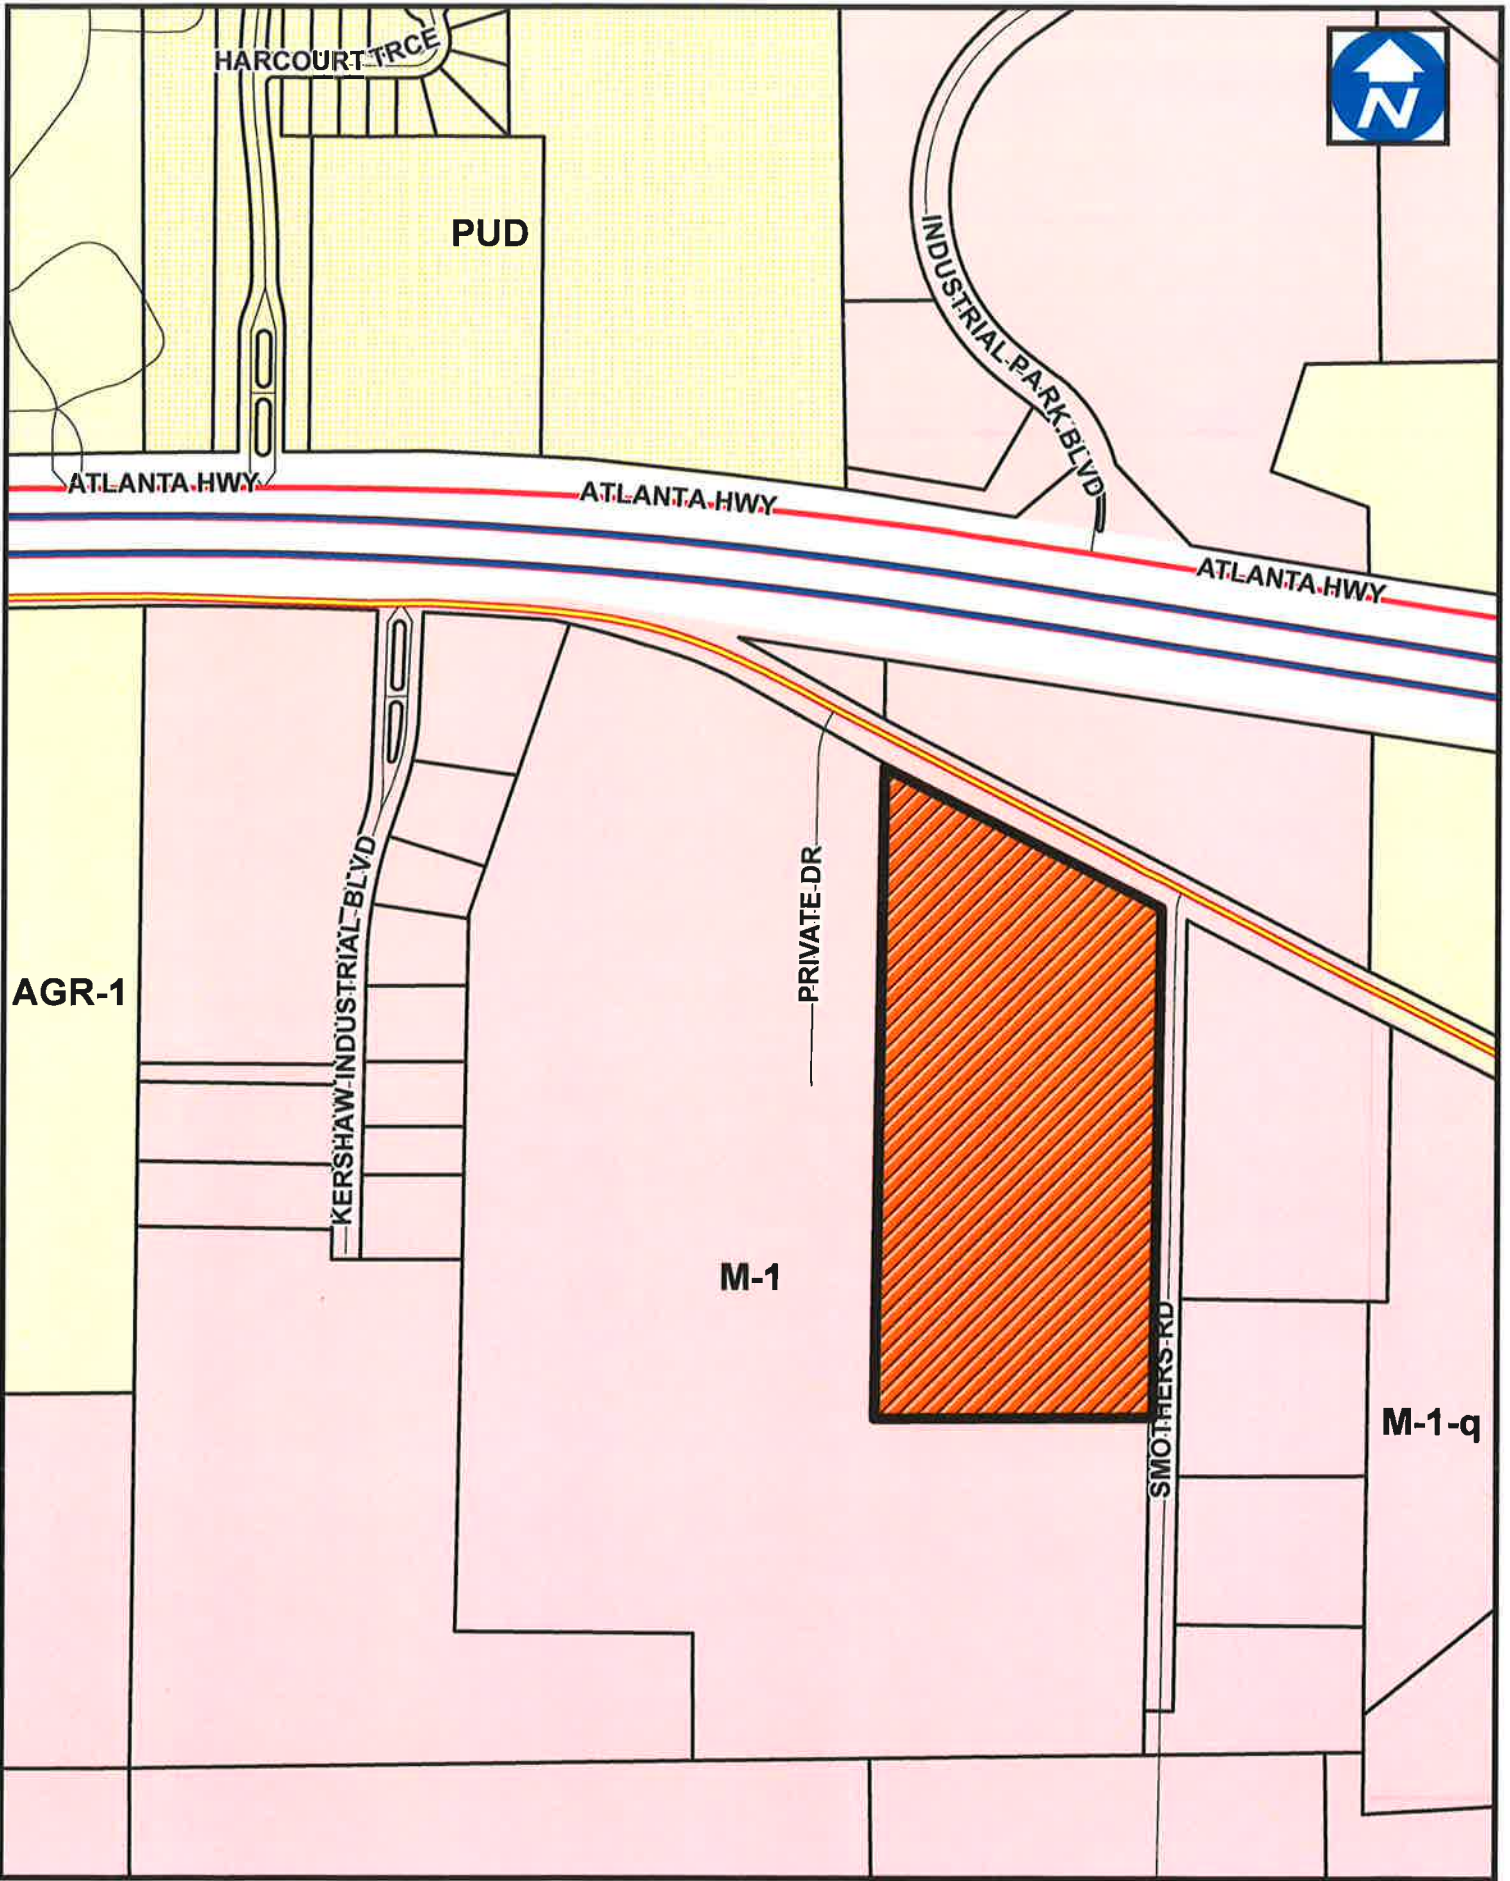 HARCOURT TRCE
N
PUD
INDUSTRIAL PARK BLVD
ATLANTA HWY
ATLANTA HWY
ATLANTA HWY
KERSHAW INDUSTRIAL BLVD
PRIVATE DR
AGR-1
M-1
SMOTHERS RD
M-1-q